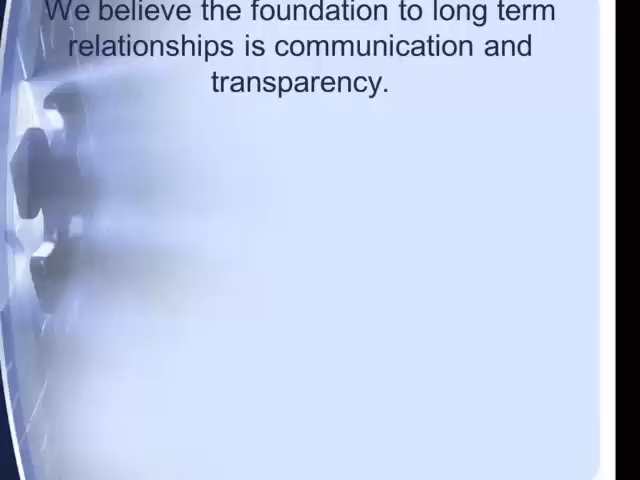 We believe the foundation to long term
relationships is communication and
transparency.